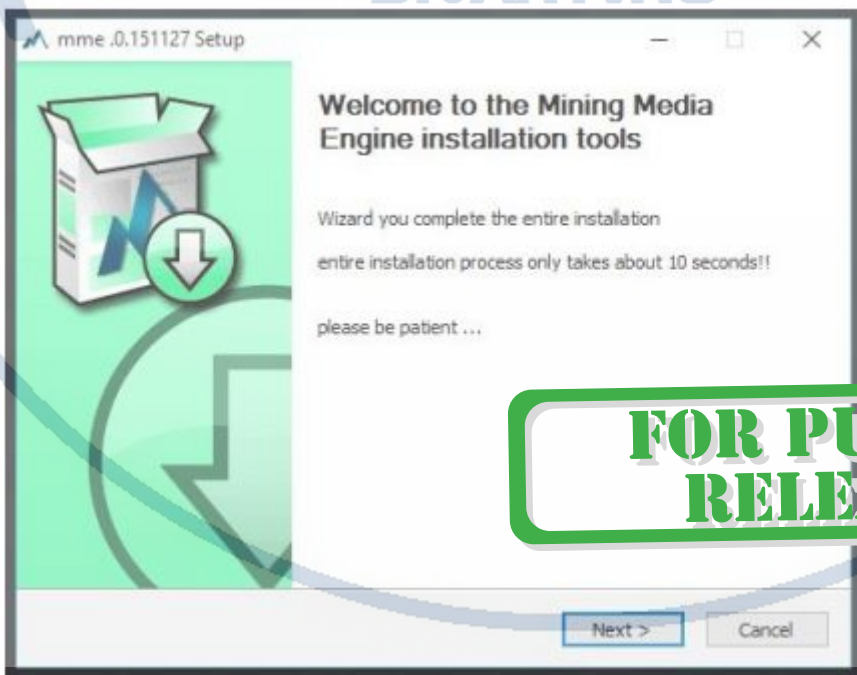 mme .0.151127 Setup
Welcome to the Mining Media
Engine installation tools
Wizard you complete the entire installation
entire installation process only takes about 10 seconds!!
please be patient ...
FOR PU
RELE
Next >
Cancel